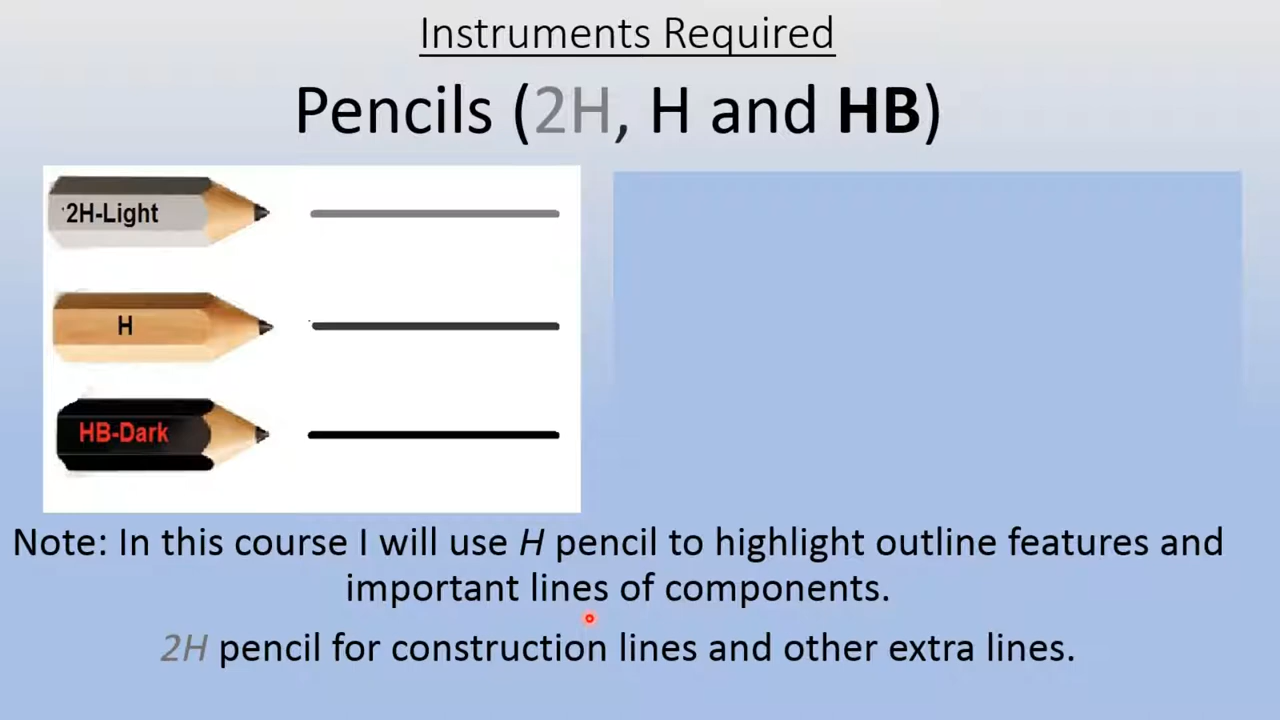 Instruments Required
Pencils (2H, H and HB)
2H-Light
H
HB-Dark
Note: In this course I will use H pencil to highlight outline features and
important lines of components.
2H pencil for construction lines and other extra lines.